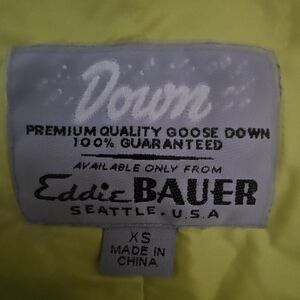 Down
PREMIUM QUALITY GOOSE DOWN
100% GUARANTEED
AVAILABLE ONLY FROM
Eddie BAUER
SEATTLE, U.S.A
XS
MADE IN
CHINA